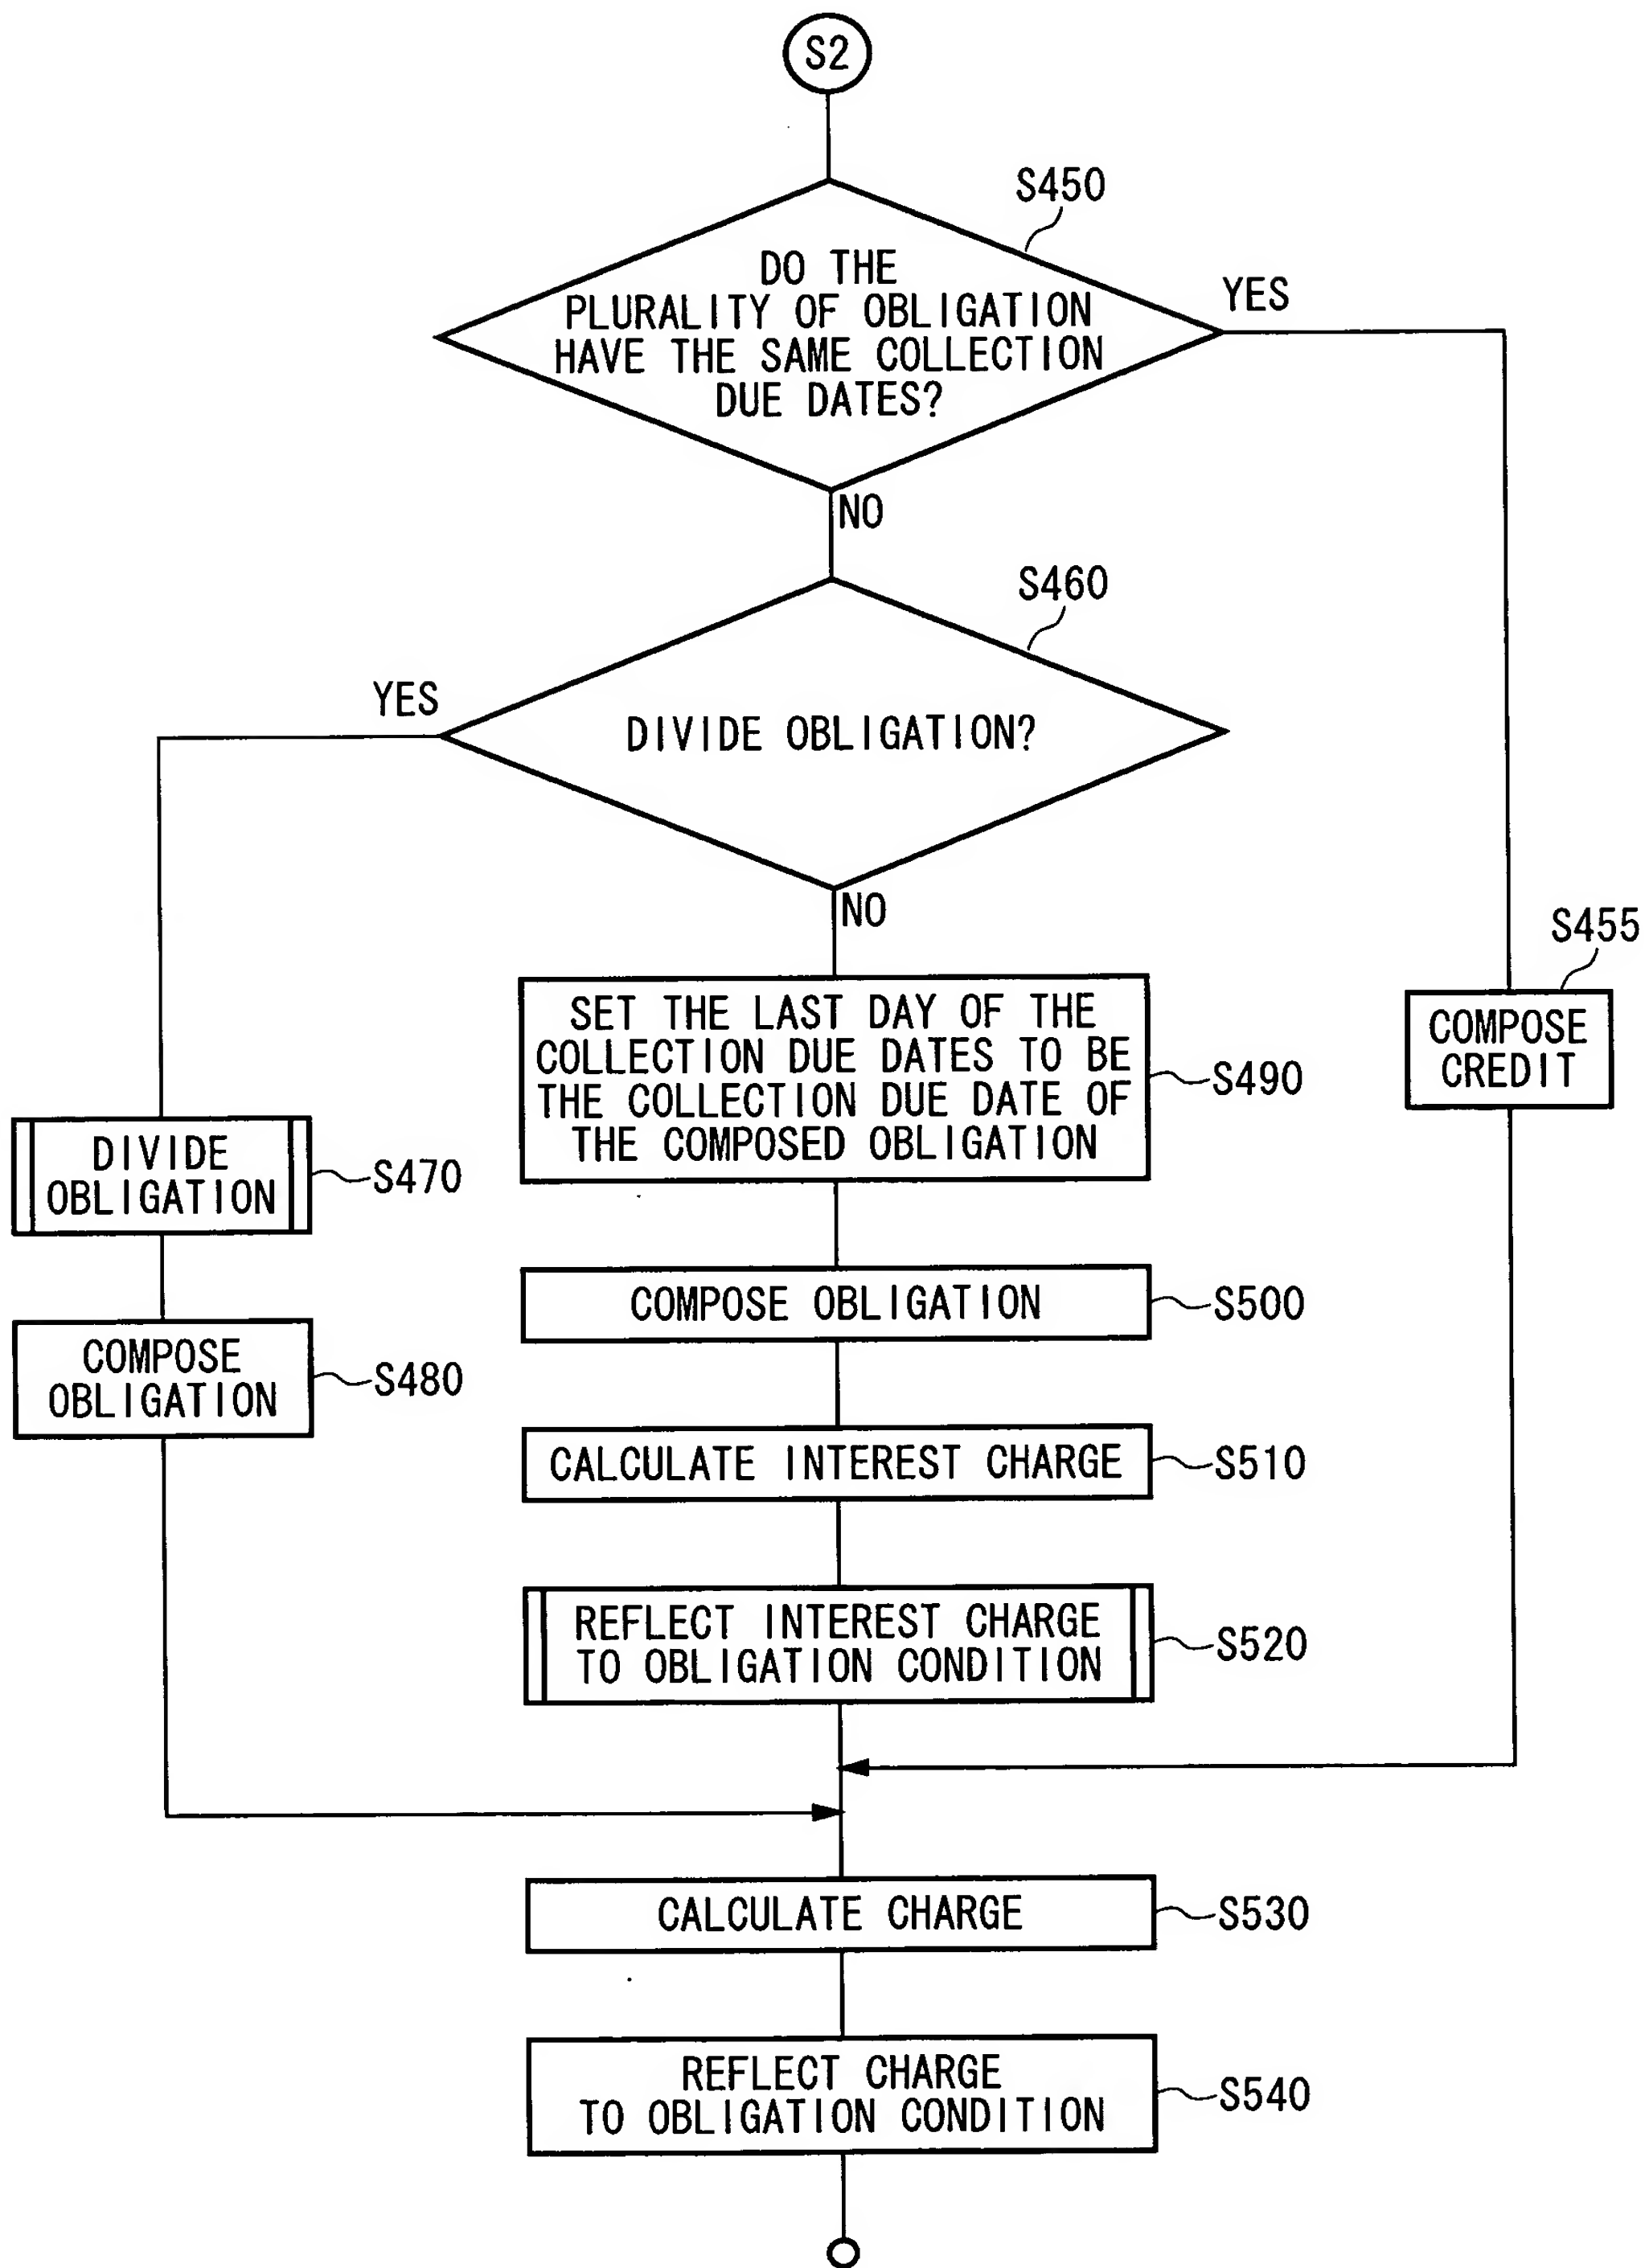 S2
S450
DO THE
PLURALITY OF OBLIGATION
HAVE THE SAME COLLECTION
DUE DATES?
YES
NO
S460
YES
DIVIDE OBLIGATION?
NO
S455
COMPOSE
CREDIT
SET THE LAST DAY OF THE
COLLECTION DUE DATES TO BE
THE COLLECTION DUE DATE OF
THE COMPOSED OBLIGATION
S490
DIVIDE
OBLIGATION
S470
COMPOSE OBLIGATION
S500
COMPOSE
OBLIGATION
S480
CALCULATE INTEREST CHARGE
S510
REFLECT INTEREST CHARGE
TO OBLIGATION CONDITION
S520
CALCULATE CHARGE
S530
REFLECT CHARGE
TO OBLIGATION CONDITION
S540